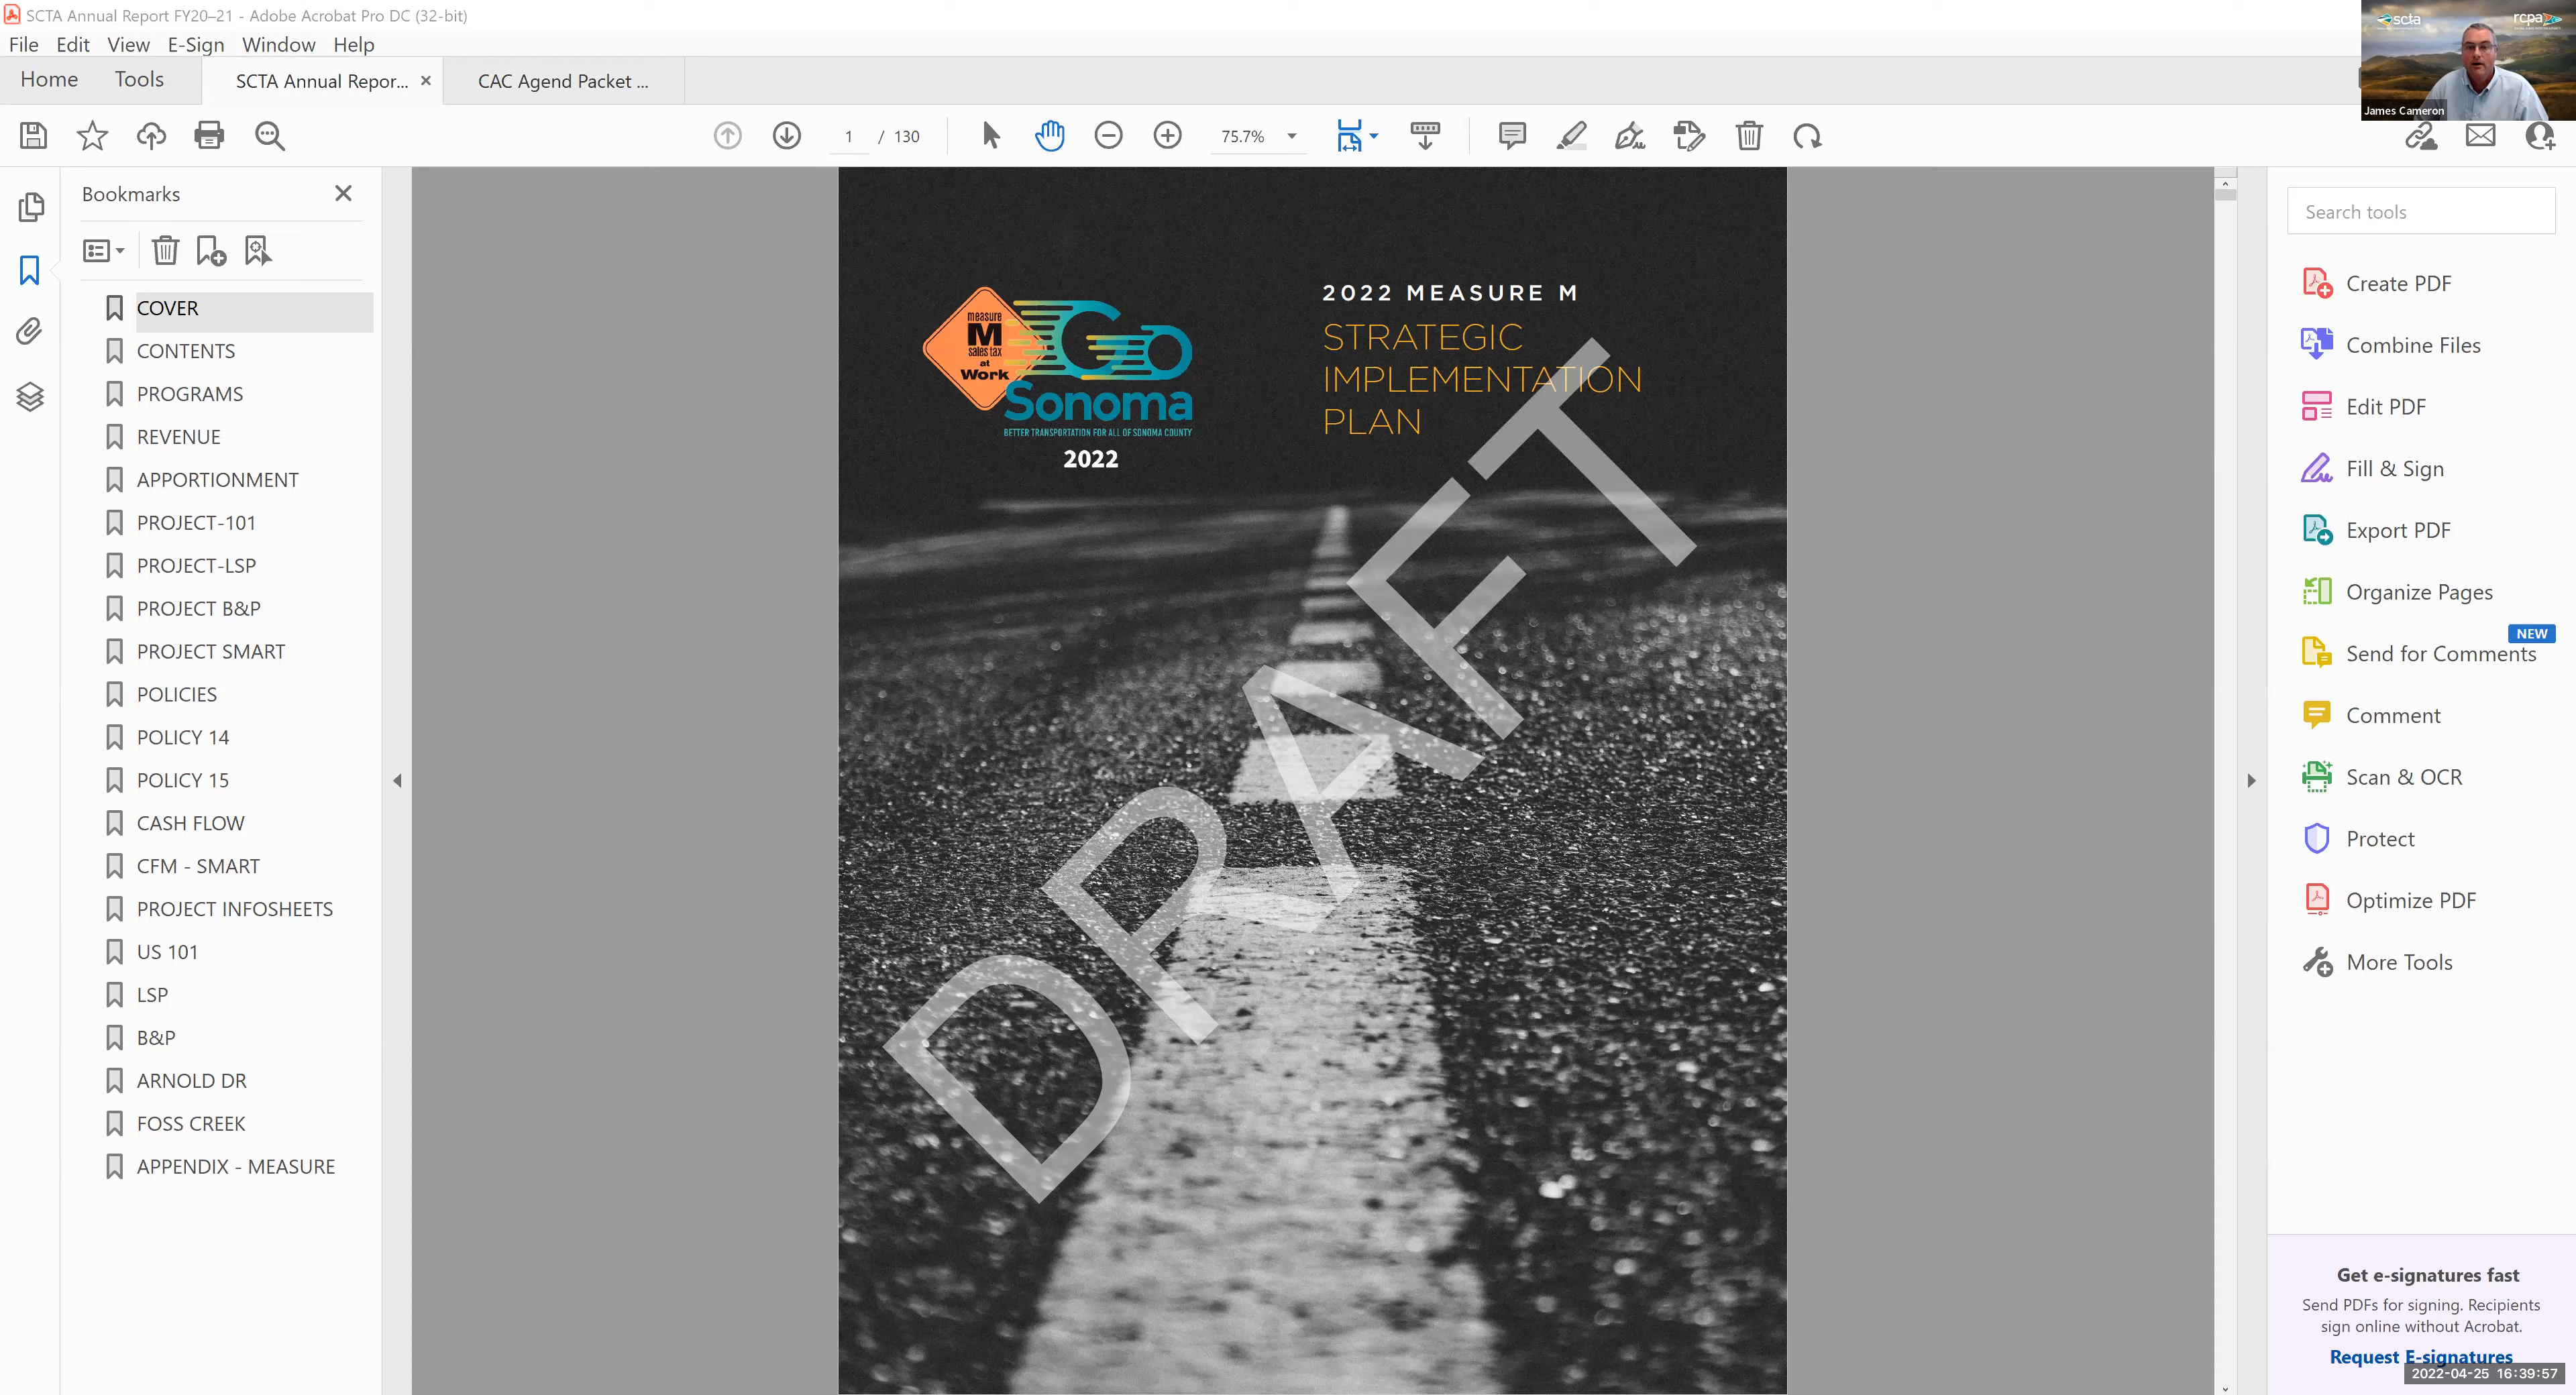 SCTA Annual Report FY20–21 - Adobe Acrobat Pro DC (32-bit)
File Edit View E-Sign Window Help
Home Tools SCTA Annual Repor... × CAC Agend Packet ...
scta rcpa
James Cameron
1 / 130 75.7%
Bookmarks
COVER
CONTENTS
PROGRAMS
REVENUE
APPORTIONMENT
PROJECT-101
PROJECT-LSP
PROJECT B&P
PROJECT SMART
POLICIES
POLICY 14
POLICY 15
CASH FLOW
CFM - SMART
PROJECT INFOSHEETS
US 101
LSP
B&P
ARNOLD DR
FOSS CREEK
APPENDIX - MEASURE
measure
M
sales tax
at
Work
GO
Sonoma
BETTER TRANSPORTATION FOR ALL OF SONOMA COUNTY
2022
2022 MEASURE M
STRATEGIC
IMPLEMENTATION
PLAN
DRAFT
Search tools
Create PDF
Combine Files
Edit PDF
Fill & Sign
Export PDF
Organize Pages
NEW
Send for Comments
Comment
Scan & OCR
Protect
Optimize PDF
More Tools
Get e-signatures fast
Send PDFs for signing. Recipients
sign online without Acrobat.
Request E-signatures
2022-04-25 16:39:57